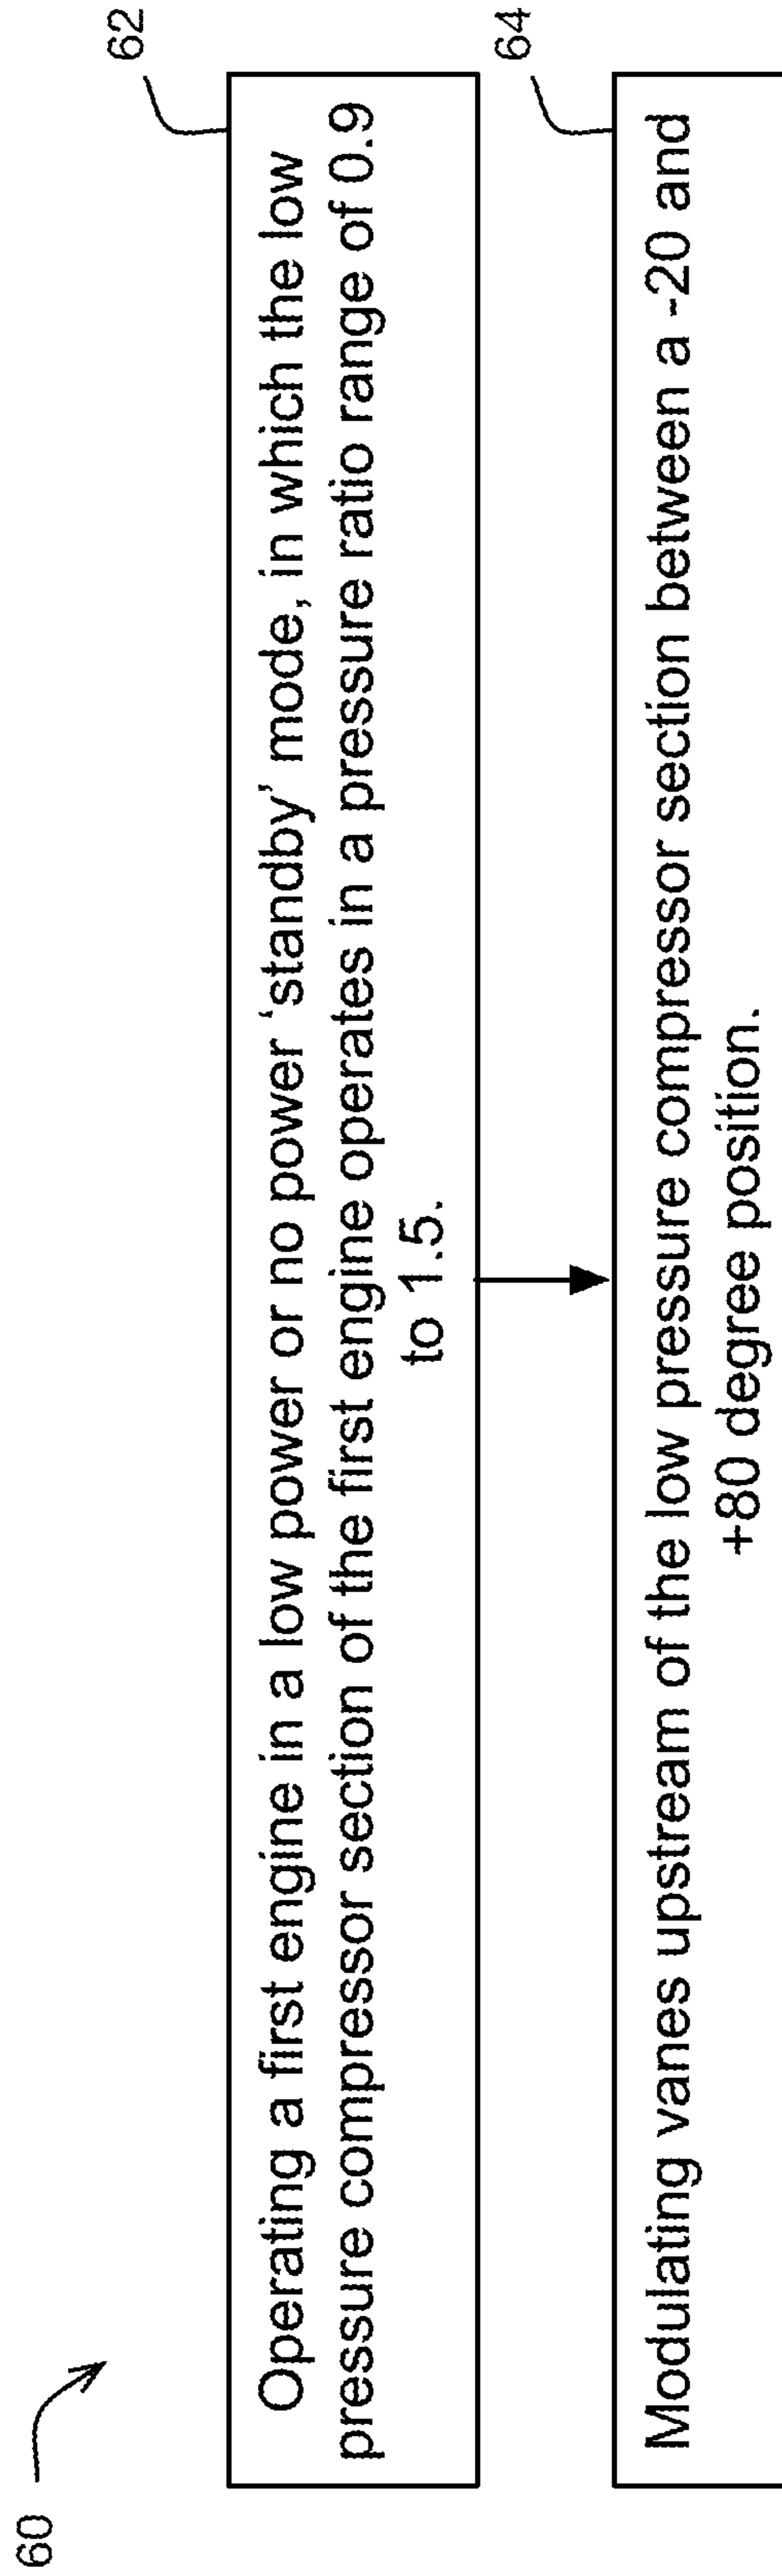 60
62
Operating a first engine in a low power or no power ‘standby’ mode, in which the low
pressure compressor section of the first engine operates in a pressure ratio range of 0.9
to 1.5.
64
Modulating vanes upstream of the low pressure compressor section between a -20 and
+80 degree position.